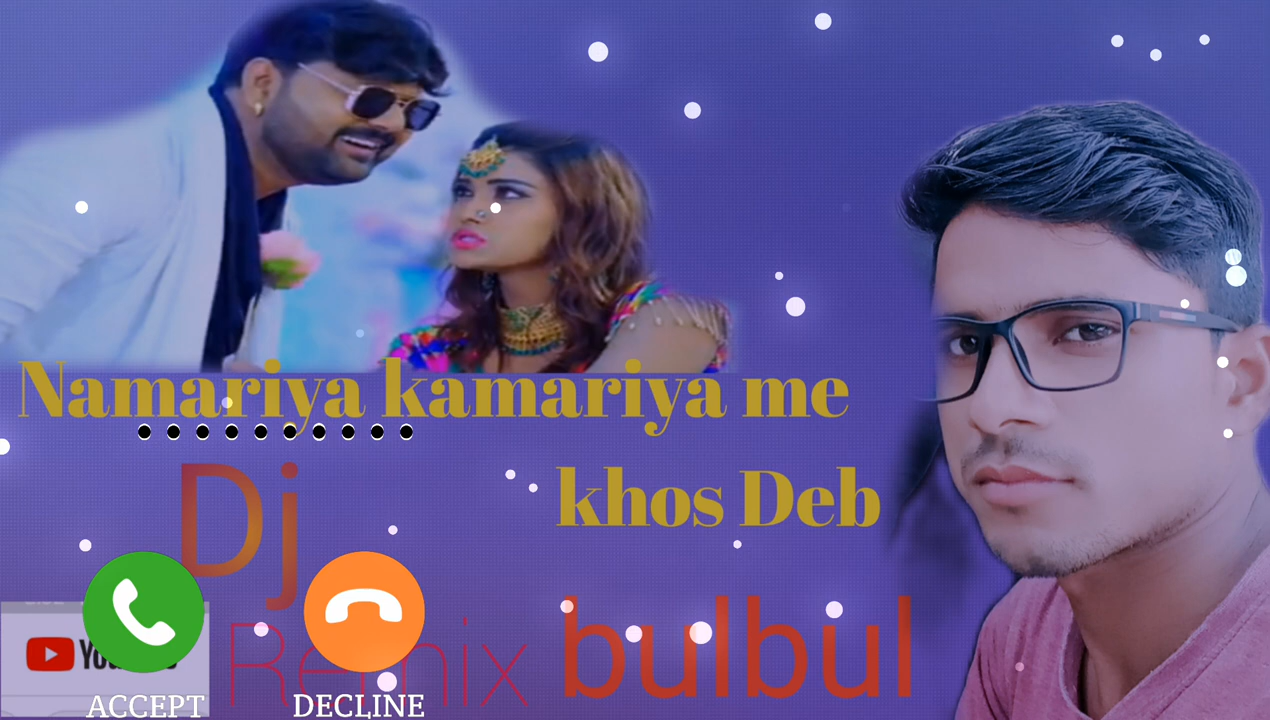 Namariya kamariya me
khos Deb
Dj
Remix bulbul
ACCEPT DECLINE